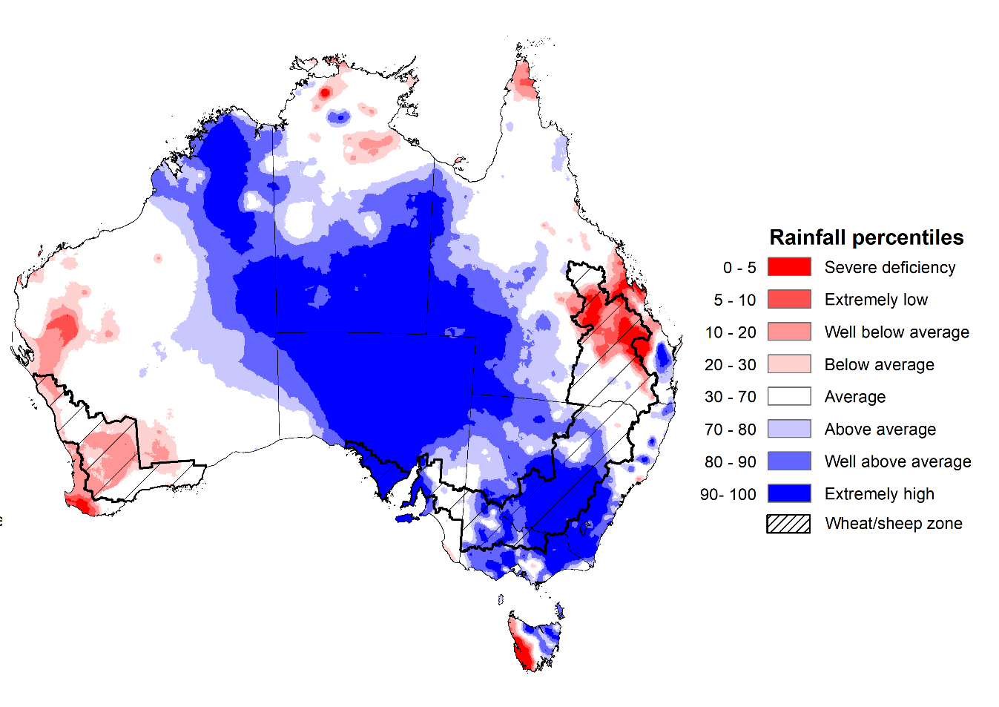 Rainfall percentiles
0 - 5 Severe deficiency
5 - 10 Extremely low
10 - 20 Well below average
20 - 30 Below average
30 - 70 Average
70 - 80 Above average
80 - 90 Well above average
90- 100 Extremely high
Wheat/sheep zone